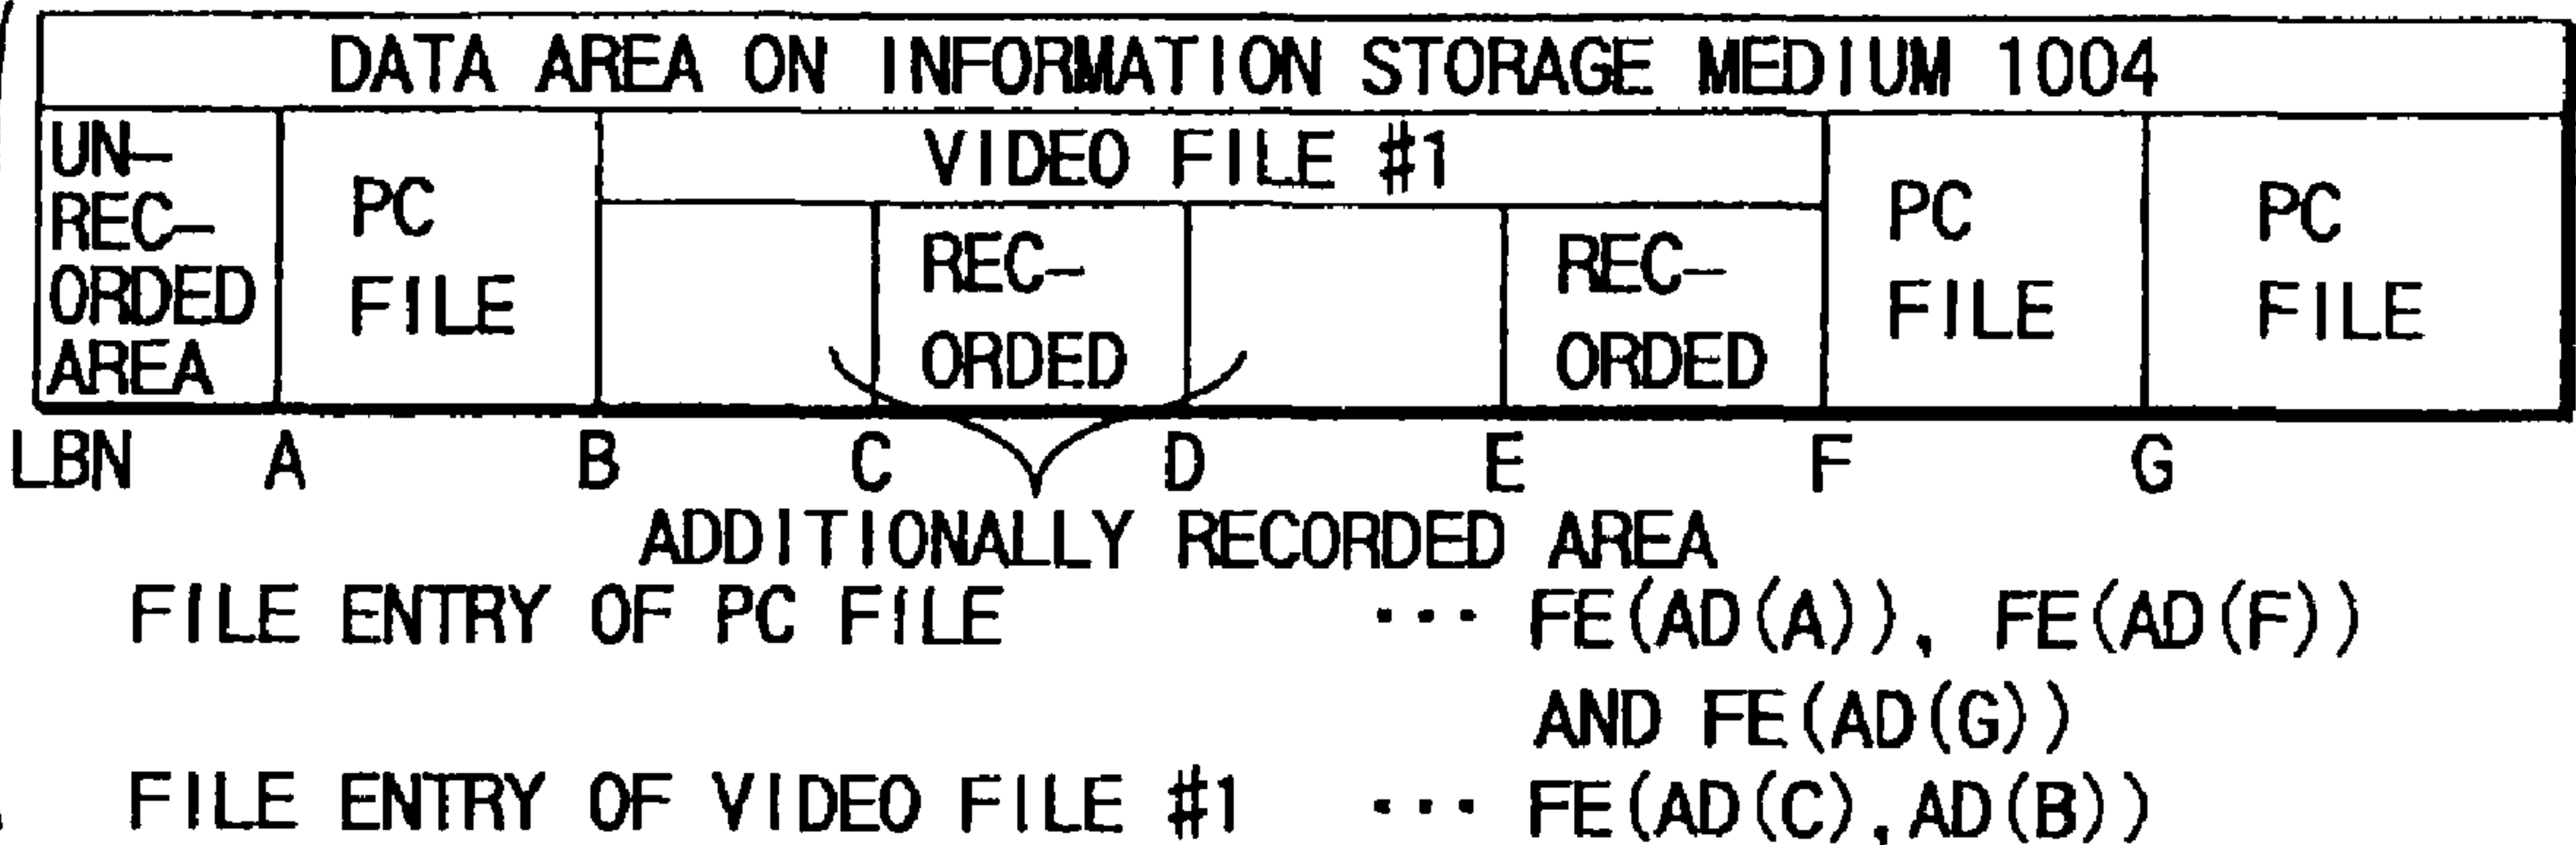 DATA AREA ON INFORMATION STORAGE MEDIUM 1004
UN-
REC-
ORDED
AREA
PC
FILE
VIDEO FILE #1
REC-
ORDED
REC-
ORDED
PC
FILE
PC
FILE
LBN A B C D E F G
ADDITIONALLY RECORDED AREA
FILE ENTRY OF PC FILE ... FE(AD(A)), FE(AD(F))
AND FE(AD(G))
FILE ENTRY OF VIDEO FILE #1 ... FE(AD(C),AD(B))